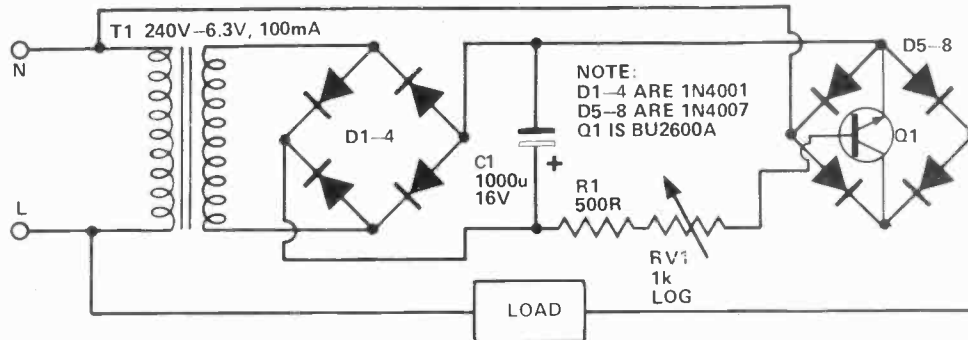 T1 240V–6.3V, 100mA
N
L
D1–4
C1
1000u
16V
+
NOTE:
D1–4 ARE 1N4001
D5–8 ARE 1N4007
Q1 IS BU2600A
R1
500R
RV1
1k
LOG
D5–8
Q1
LOAD